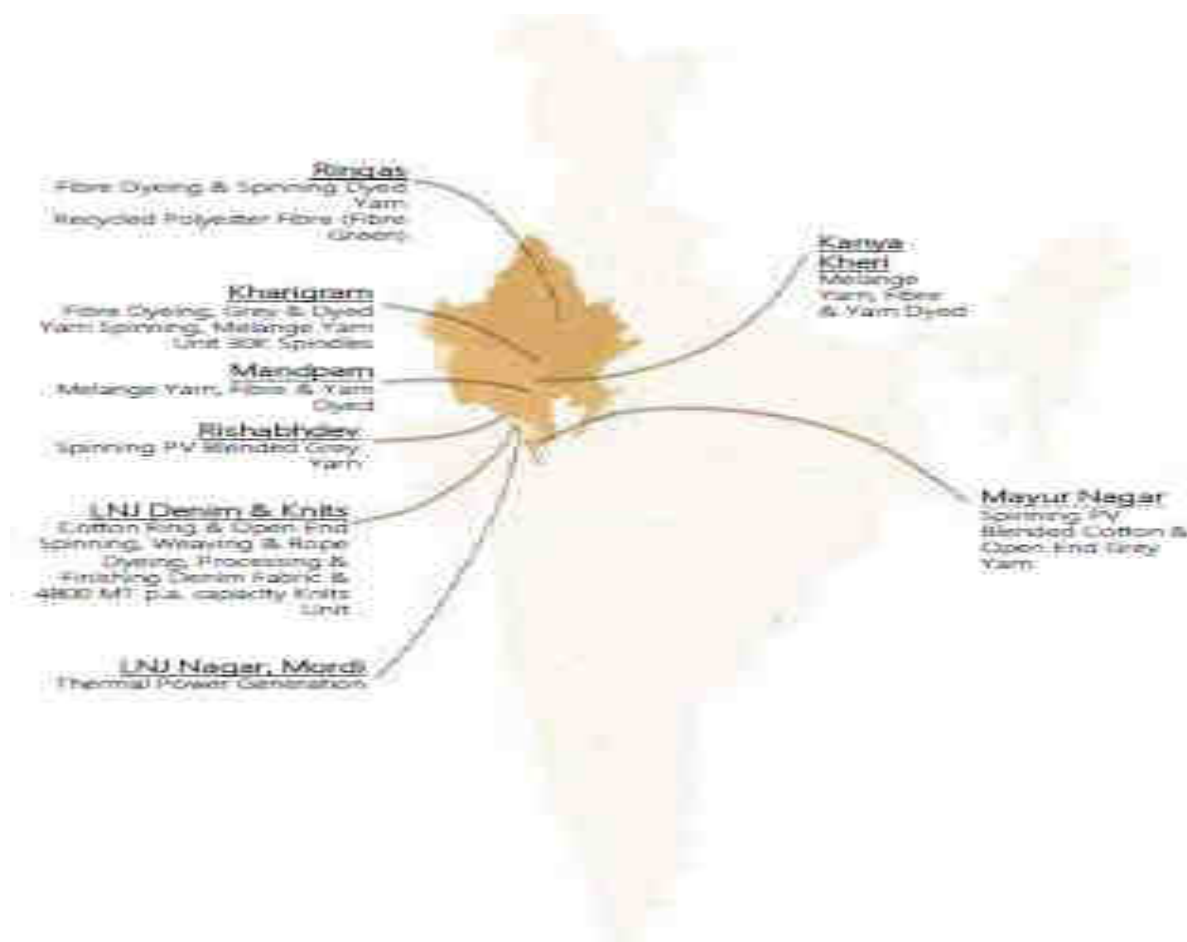 Ringas
Fibre Dyeing & Spinning Dyed
Yarn
Recycled Polyester Fibre (Fibre
Green)
Kharigram
Fibre Dyeing, Grey & Dyed
Yarn Spinning, Melange Yarn
Unit 30K Spindles
Mandpam
Melange Yarn, Fibre & Yarn
Dyed
Rishabhdev
Spinning PV Blended Grey
Yarn
LNJ Denim & Knits
Cotton Ring & Open End
Spinning, Weaving & Rope
Dyeing, Processing &
Finishing Denim Fabric &
4800 MT p.a. capacity Knits
Unit
LNJ Nagar, Mordi
Thermal Power Generation
Kanya
Kheri
Melange
Yarn, Fibre
& Yarn Dyed
Mayur Nagar
Spinning PV
Blended Cotton &
Open End Grey
Yarn